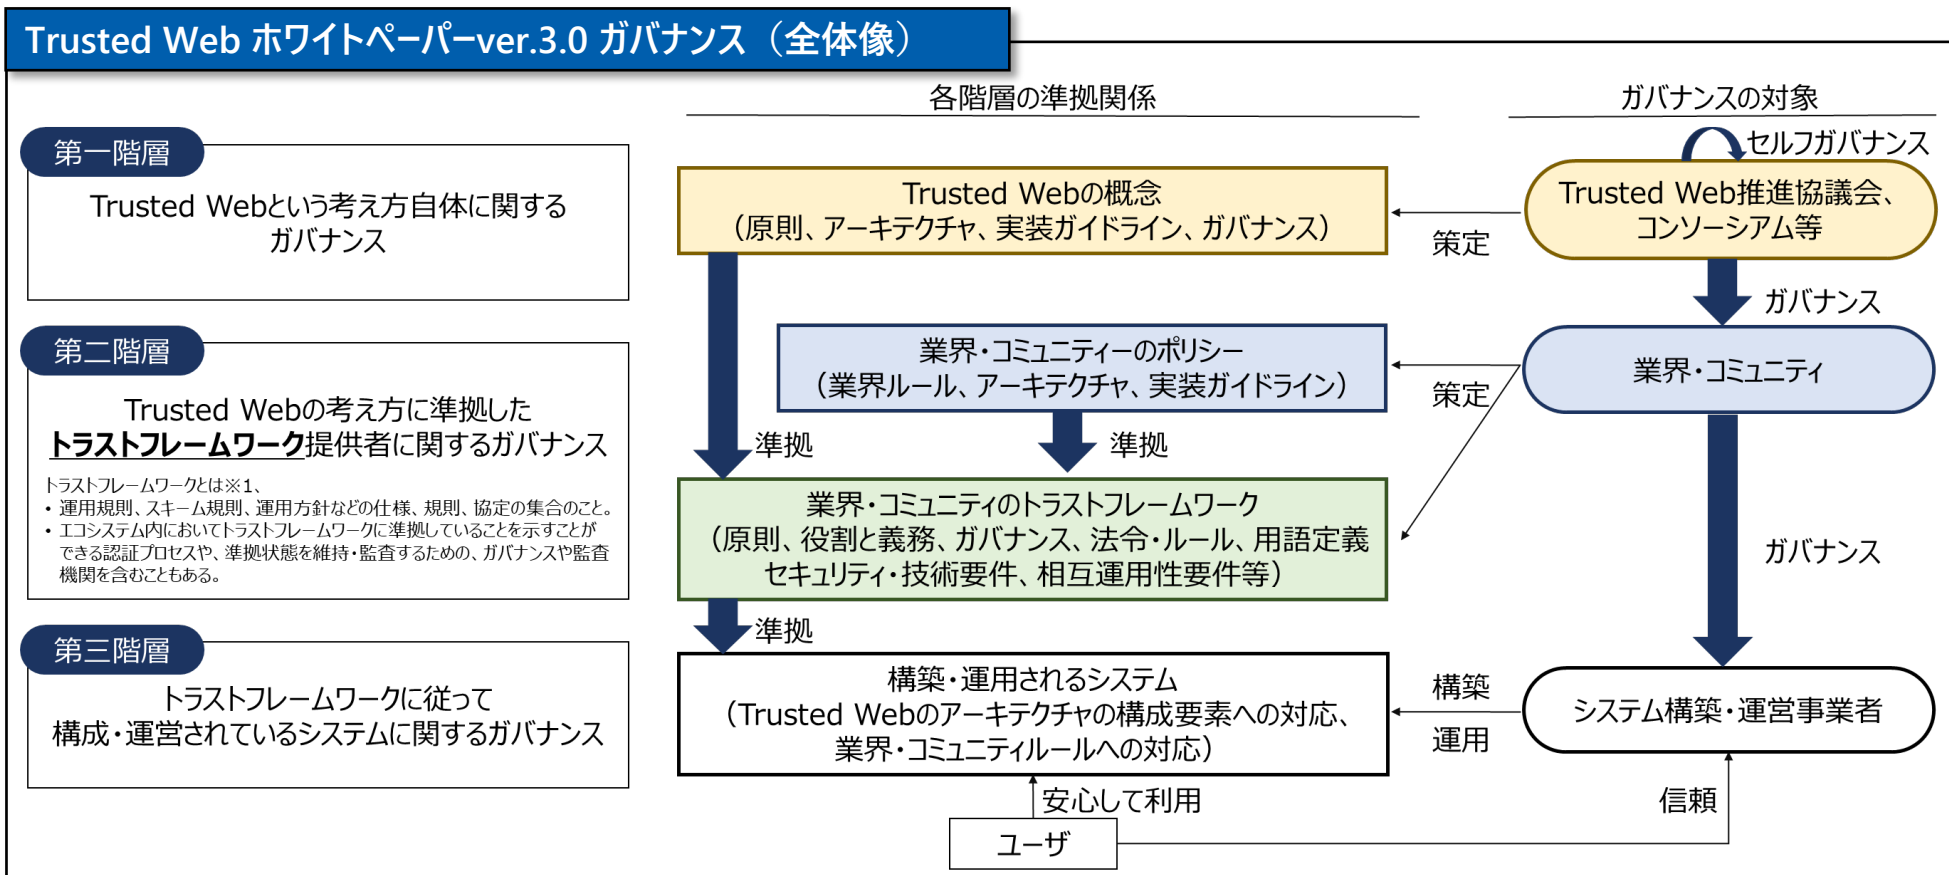 Trusted Web ホワイトペーパーver.3.0 ガバナンス（全体像）
各階層の準拠関係
ガバナンスの対象
第一階層
Trusted Webという考え方自体に関する
ガバナンス
Trusted Webの概念
（原則、アーキテクチャ、実装ガイドライン、ガバナンス）
策定
セルフガバナンス
Trusted Web推進協議会、
コンソーシアム等
ガバナンス
第二階層
Trusted Webの考え方に準拠した
トラストフレームワーク提供者に関するガバナンス
トラストフレームワークとは※1、
• 運用規則、スキーム規則、運用方針などの仕様、規則、協定の集合のこと。
• エコシステム内においてトラストフレームワークに準拠していることを示すことが
できる認証プロセスや、準拠状態を維持・監査するための、ガバナンスや監査
機関を含むこともある。
業界・コミュニティーのポリシー
（業界ルール、アーキテクチャ、実装ガイドライン）
策定
業界・コミュニティ
準拠
準拠
業界・コミュニティのトラストフレームワーク
（原則、役割と義務、ガバナンス、法令・ルール、用語定義
セキュリティ・技術要件、相互運用性要件等）
ガバナンス
準拠
第三階層
トラストフレームワークに従って
構成・運営されているシステムに関するガバナンス
構築・運用されるシステム
（Trusted Webのアーキテクチャの構成要素への対応、
業界・コミュニティルールへの対応）
構築
運用
システム構築・運営事業者
安心して利用
信頼
ユーザ